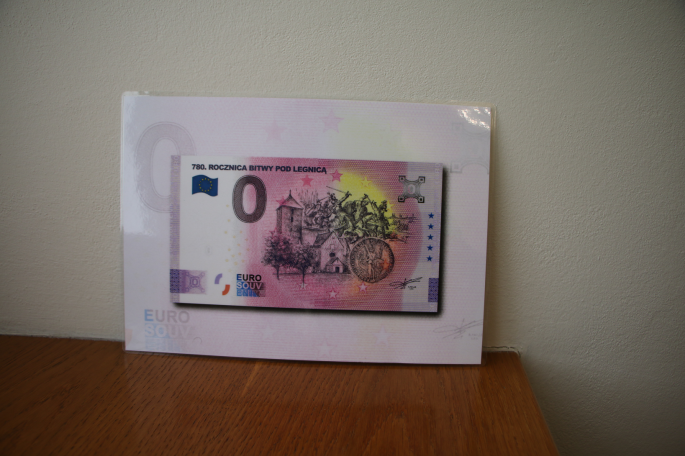 780. ROCZNICA BITWY POD LEGNICĄ
0
EURO
SOUV
EURO
SOUV